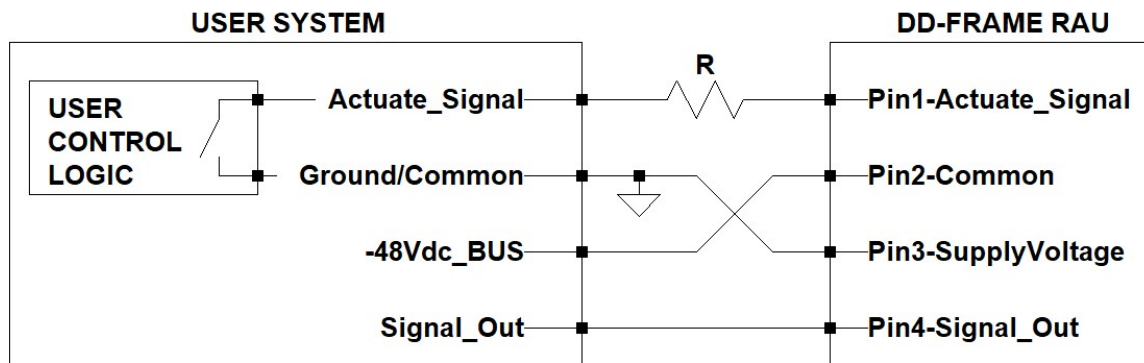 USER SYSTEM
DD-FRAME RAU
USER
CONTROL
LOGIC
Actuate_Signal
R
Pin1-Actuate_Signal
Ground/Common
Pin2-Common
-48Vdc_BUS
Pin3-SupplyVoltage
Signal_Out
Pin4-Signal_Out